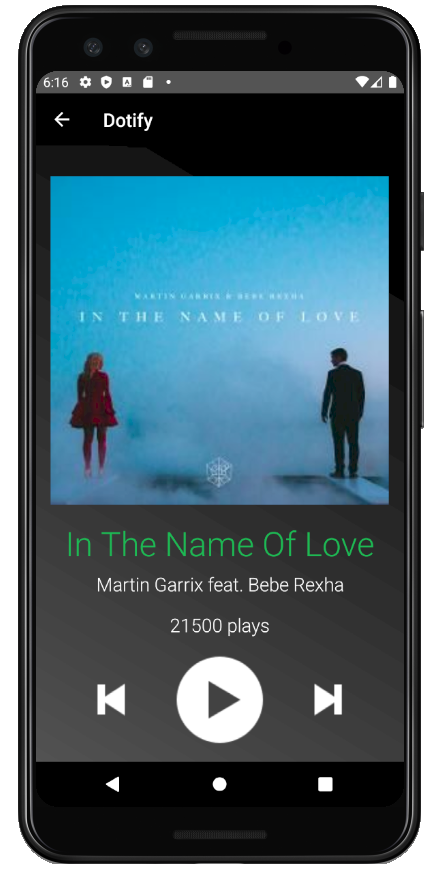 6:16
Dotify
MARTIN GARRIX & BEBE REXHA
IN THE NAME OF LOVE
In The Name Of Love
Martin Garrix feat. Bebe Rexha
21500 plays